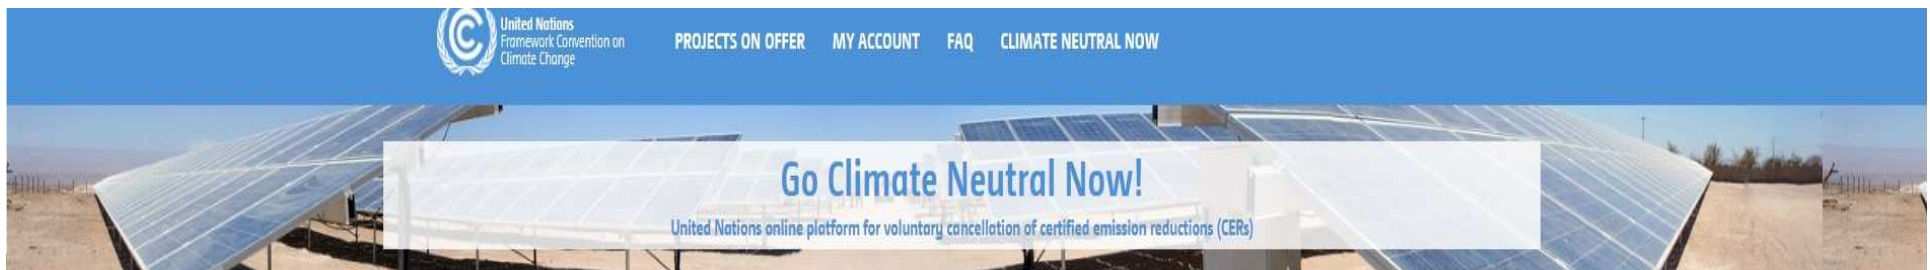 United Nations
Framework Convention on
Climate Change
PROJECTS ON OFFER MY ACCOUNT FAQ CLIMATE NEUTRAL NOW
Go Climate Neutral Now!
United Nations online platform for voluntary cancellation of certified emission reductions (CERs)